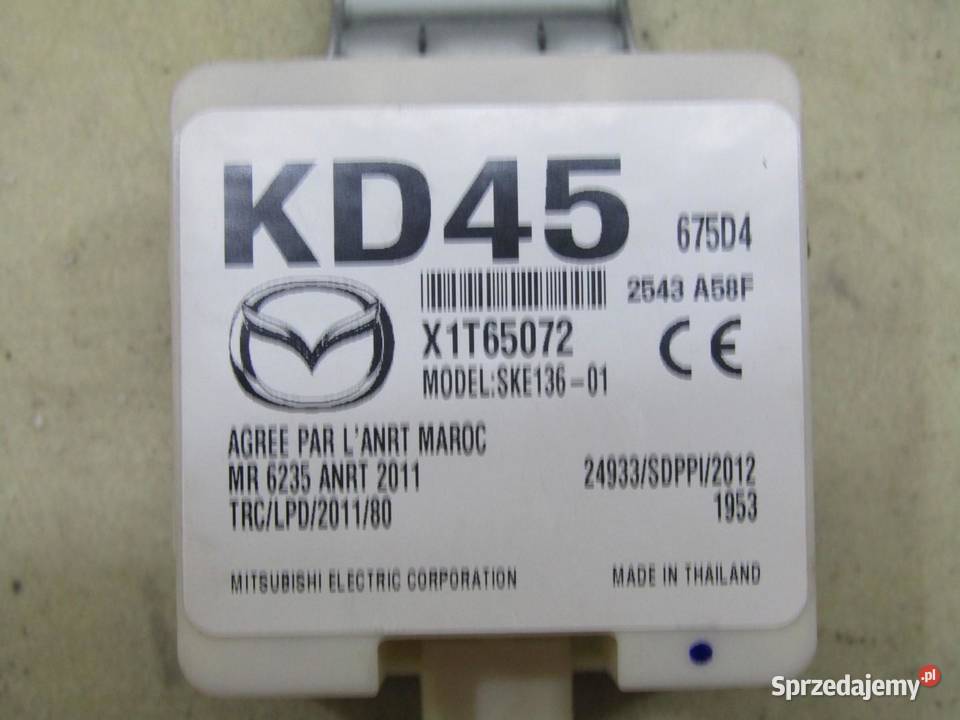 KD45
675D4
2543 A58F
X1T65072
MODEL:SKE136-01
CE
AGREE PAR L'ANRT MAROC
MR 6235 ANRT 2011
TRC/LPD/2011/80
24933/SDPPI/2012
1953
MITSUBISHI ELECTRIC CORPORATION
MADE IN THAILAND
Sprzedajemy.pl